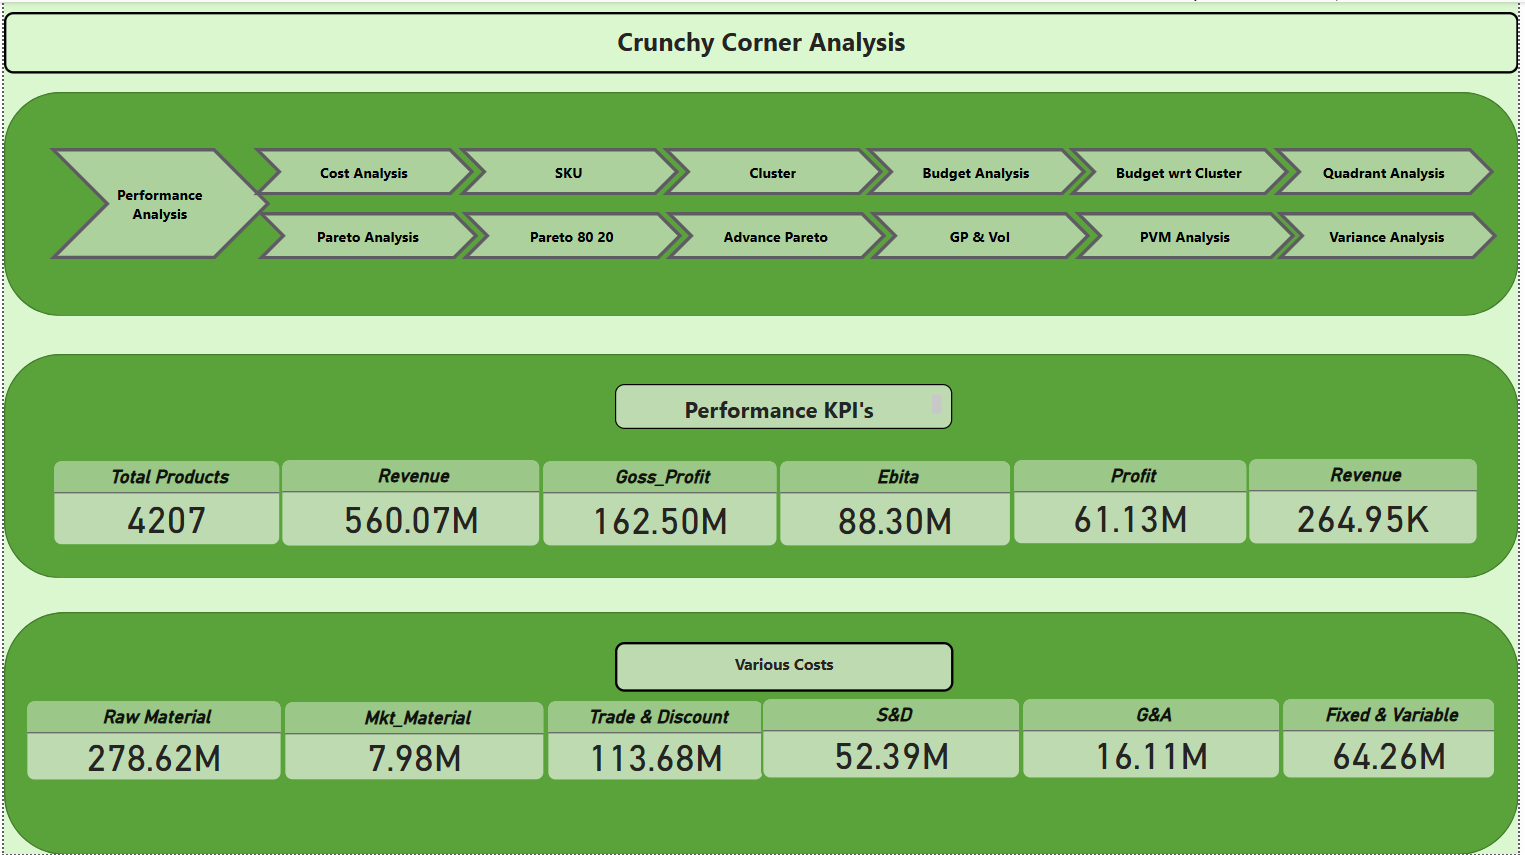 Crunchy Corner Analysis
Performance
Analysis
Cost Analysis
SKU
Cluster
Budget Analysis
Budget wrt Cluster
Quadrant Analysis
Pareto Analysis
Pareto 80 20
Advance Pareto
GP & Vol
PVM Analysis
Variance Analysis
Performance KPI's
Total Products
4207
Revenue
560.07M
Goss_Profit
162.50M
Ebita
88.30M
Profit
61.13M
Revenue
264.95K
Various Costs
Raw Material
278.62M
Mkt_Material
7.98M
Trade & Discount
113.68M
S&D
52.39M
G&A
16.11M
Fixed & Variable
64.26M